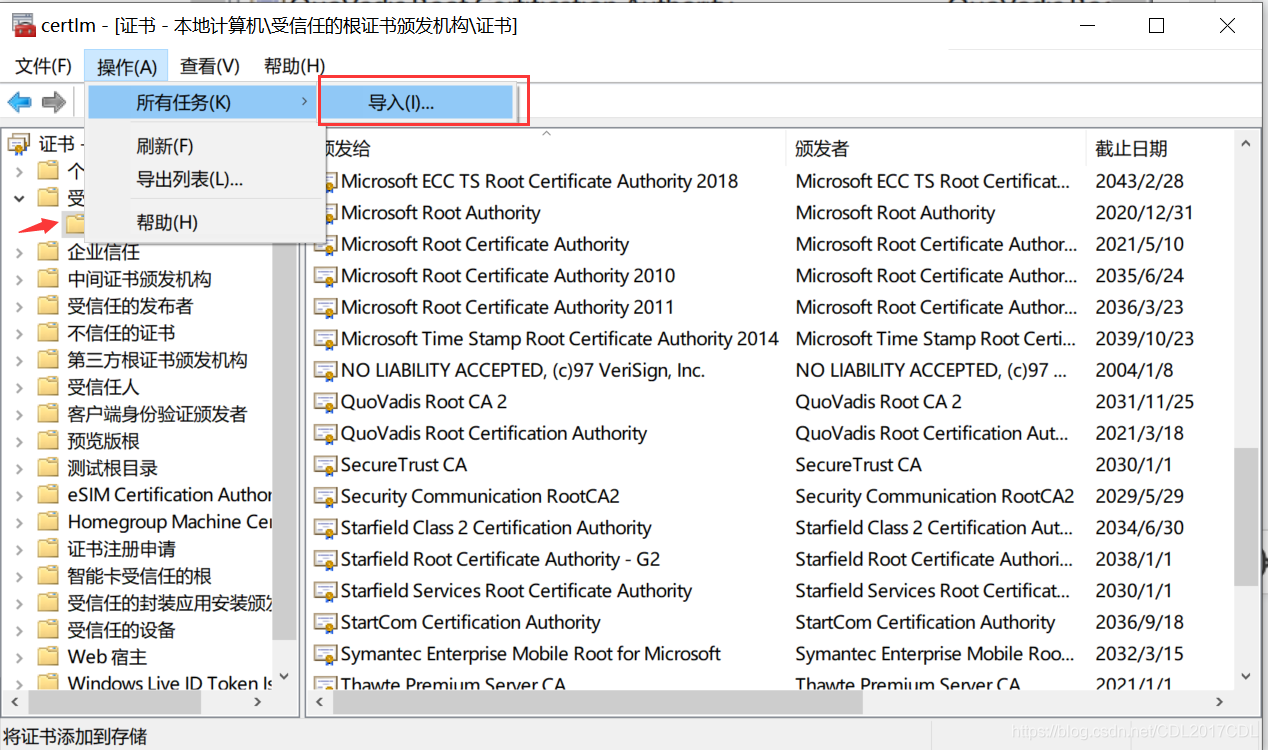 certlm - [证书 - 本地计算机\受信任的根证书颁发机构\证书]
文件(F) 操作(A) 查看(V) 帮助(H)
所有任务(K) 导入(I)...
刷新(F)
导出列表(L)...
帮助(H)
证书 -
个
受
企业信任
中间证书颁发机构
受信任的发布者
不信任的证书
第三方根证书颁发机构
受信任人
客户端身份验证颁发者
预览版根
测试根目录
eSIM Certification Author
Homegroup Machine Cer
证书注册申请
智能卡受信任的根
受信任的封装应用安装颁发
受信任的设备
Web 宿主
Windows Live ID Token Is
颁发给 颁发者 截止日期
Microsoft ECC TS Root Certificate Authority 2018 Microsoft ECC TS Root Certificat... 2043/2/28
Microsoft Root Authority Microsoft Root Authority 2020/12/31
Microsoft Root Certificate Authority Microsoft Root Certificate Author... 2021/5/10
Microsoft Root Certificate Authority 2010 Microsoft Root Certificate Author... 2035/6/24
Microsoft Root Certificate Authority 2011 Microsoft Root Certificate Author... 2036/3/23
Microsoft Time Stamp Root Certificate Authority 2014 Microsoft Time Stamp Root Certi... 2039/10/23
NO LIABILITY ACCEPTED, (c)97 VeriSign, Inc. NO LIABILITY ACCEPTED, (c)97 ... 2004/1/8
QuoVadis Root CA 2 QuoVadis Root CA 2 2031/11/25
QuoVadis Root Certification Authority QuoVadis Root Certification Aut... 2021/3/18
SecureTrust CA SecureTrust CA 2030/1/1
Security Communication RootCA2 Security Communication RootCA2 2029/5/29
Starfield Class 2 Certification Authority Starfield Class 2 Certification Aut... 2034/6/30
Starfield Root Certificate Authority - G2 Starfield Root Certificate Authori... 2038/1/1
Starfield Services Root Certificate Authority Starfield Services Root Certificat... 2030/1/1
StartCom Certification Authority StartCom Certification Authority 2036/9/18
Symantec Enterprise Mobile Root for Microsoft Symantec Enterprise Mobile Roo... 2032/3/15
Thawte Premium Server CA Thawte Premium Server CA 2021/1/1
将证书添加到存储
https://blog.csdn.net/CDL2017CDL